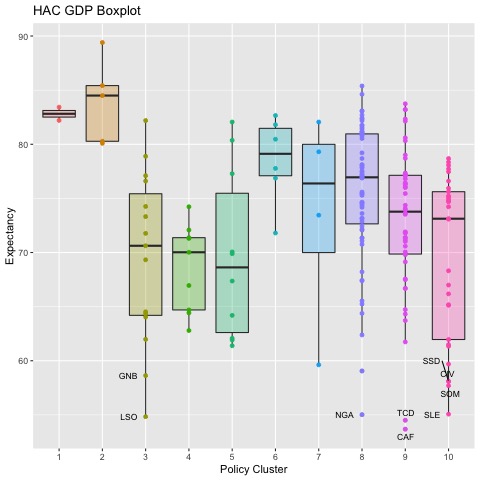 HAC GDP Boxplot
90
80
70
60
Expectancy
GNB
LSO
NGA
TCD
CAF
SSD
CIV
SOM
SLE
1 2 3 4 5 6 7 8 9 10
Policy Cluster